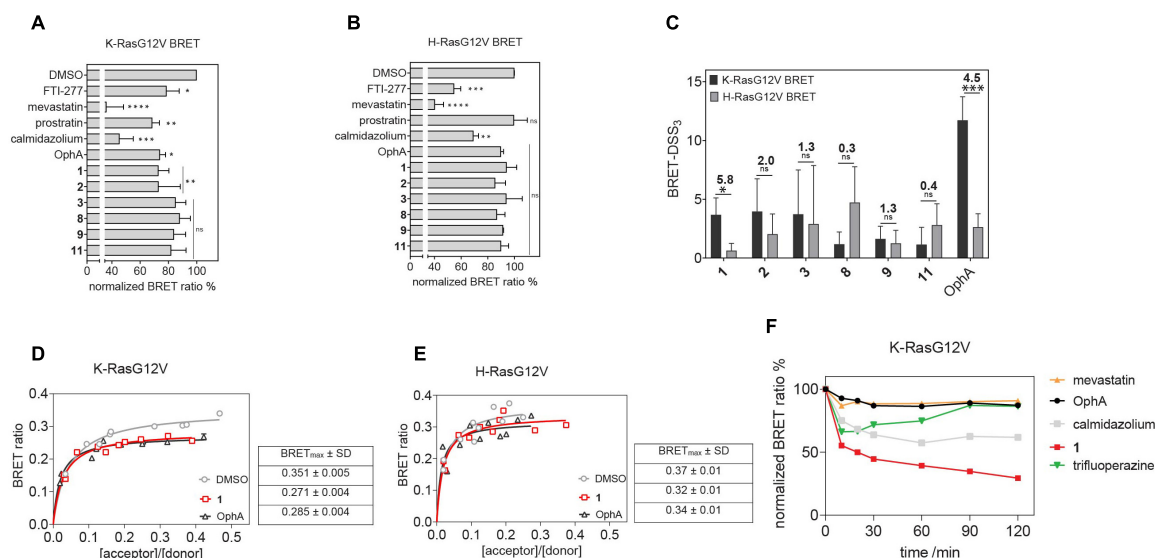 A
K-RasG12V BRET
DMSO
FTI-277
mevastatin
prostratin
calmidazolium
OphA
1
2
3
8
9
11
*
****
**
***
*
**
ns
0 40 60 80 100
normalized BRET ratio %
B
H-RasG12V BRET
DMSO
FTI-277
mevastatin
prostratin
calmidazolium
OphA
1
2
3
8
9
11
***
****
ns
**
ns
0 40 60 80 100
normalized BRET ratio %
C
K-RasG12V BRET
H-RasG12V BRET
BRET-DSS3
15
10
5
0
5.8
*
2.0
ns
1.3
ns
0.3
ns
1.3
ns
0.4
ns
4.5
***
1 2 3 8 9 11 OphA
D
K-RasG12V
BRET ratio
0.4
0.3
0.2
0.1
0.0
0.0 0.1 0.2 0.3 0.4 0.5
[acceptor]/[donor]
DMSO
1
OphA
BRETmax ± SD
0.351 ± 0.005
0.271 ± 0.004
0.285 ± 0.004
E
H-RasG12V
BRET ratio
0.4
0.3
0.2
0.1
0.0
0.0 0.1 0.2 0.3 0.4 0.5
[acceptor]/[donor]
DMSO
1
OphA
BRETmax ± SD
0.37 ± 0.01
0.32 ± 0.01
0.34 ± 0.01
F
K-RasG12V
normalized BRET ratio %
100
50
0
0 30 60 90 120
time /min
mevastatin
OphA
calmidazolium
1
trifluoperazine